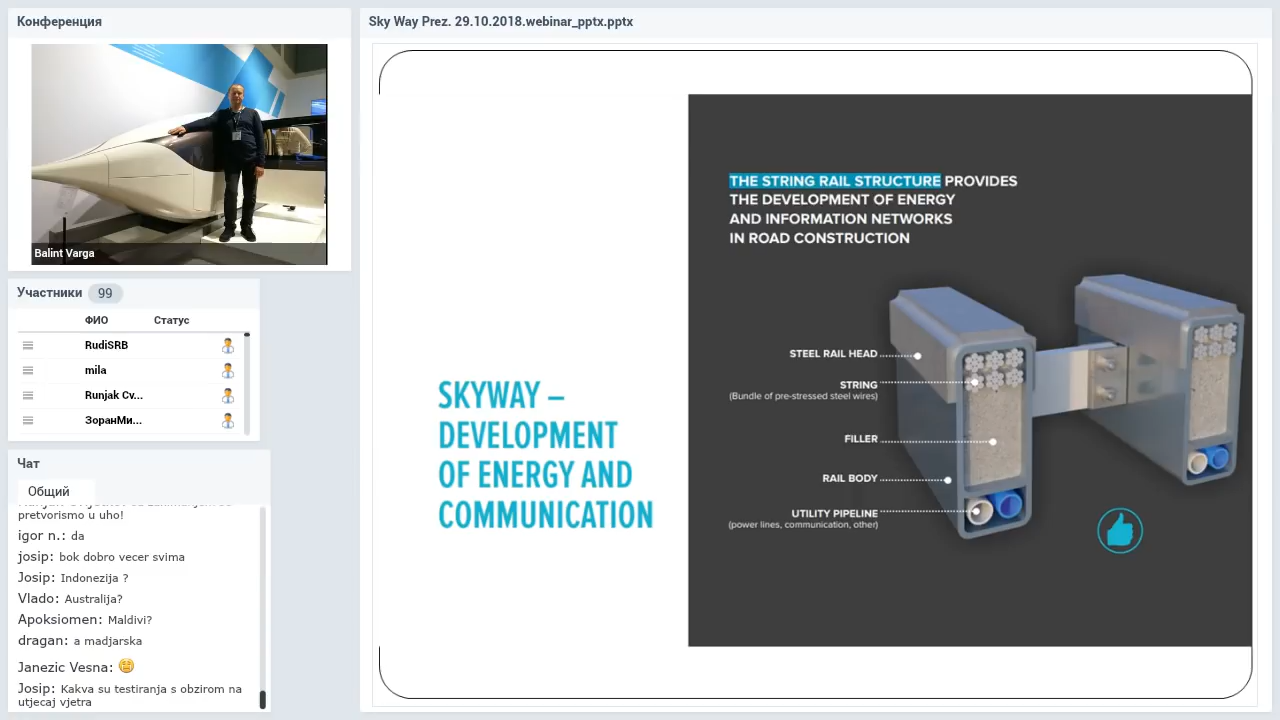 Конференция
Balint Varga
Участники 99
ФИО Статус
RudiSRB
mila
Runjak Cv...
ЗоранМи...
Чат
Общий
pretvorismo u uho!
igor n.: da
josip: bok dobro vecer svima
Josip: Indonezija ?
Vlado: Australija?
Apoksiomen: Maldivi?
dragan: a madjarska
Janezic Vesna:
Josip: Kakva su testiranja s obzirom na
utjecaj vjetra
Sky Way Prez. 29.10.2018.webinar_pptx.pptx
SKYWAY –
DEVELOPMENT
OF ENERGY AND
COMMUNICATION
THE STRING RAIL STRUCTURE PROVIDES
THE DEVELOPMENT OF ENERGY
AND INFORMATION NETWORKS
IN ROAD CONSTRUCTION
STEEL RAIL HEAD
STRING
(Bundle of pre-stressed steel wires)
FILLER
RAIL BODY
UTILITY PIPELINE
(power lines, communication, other)